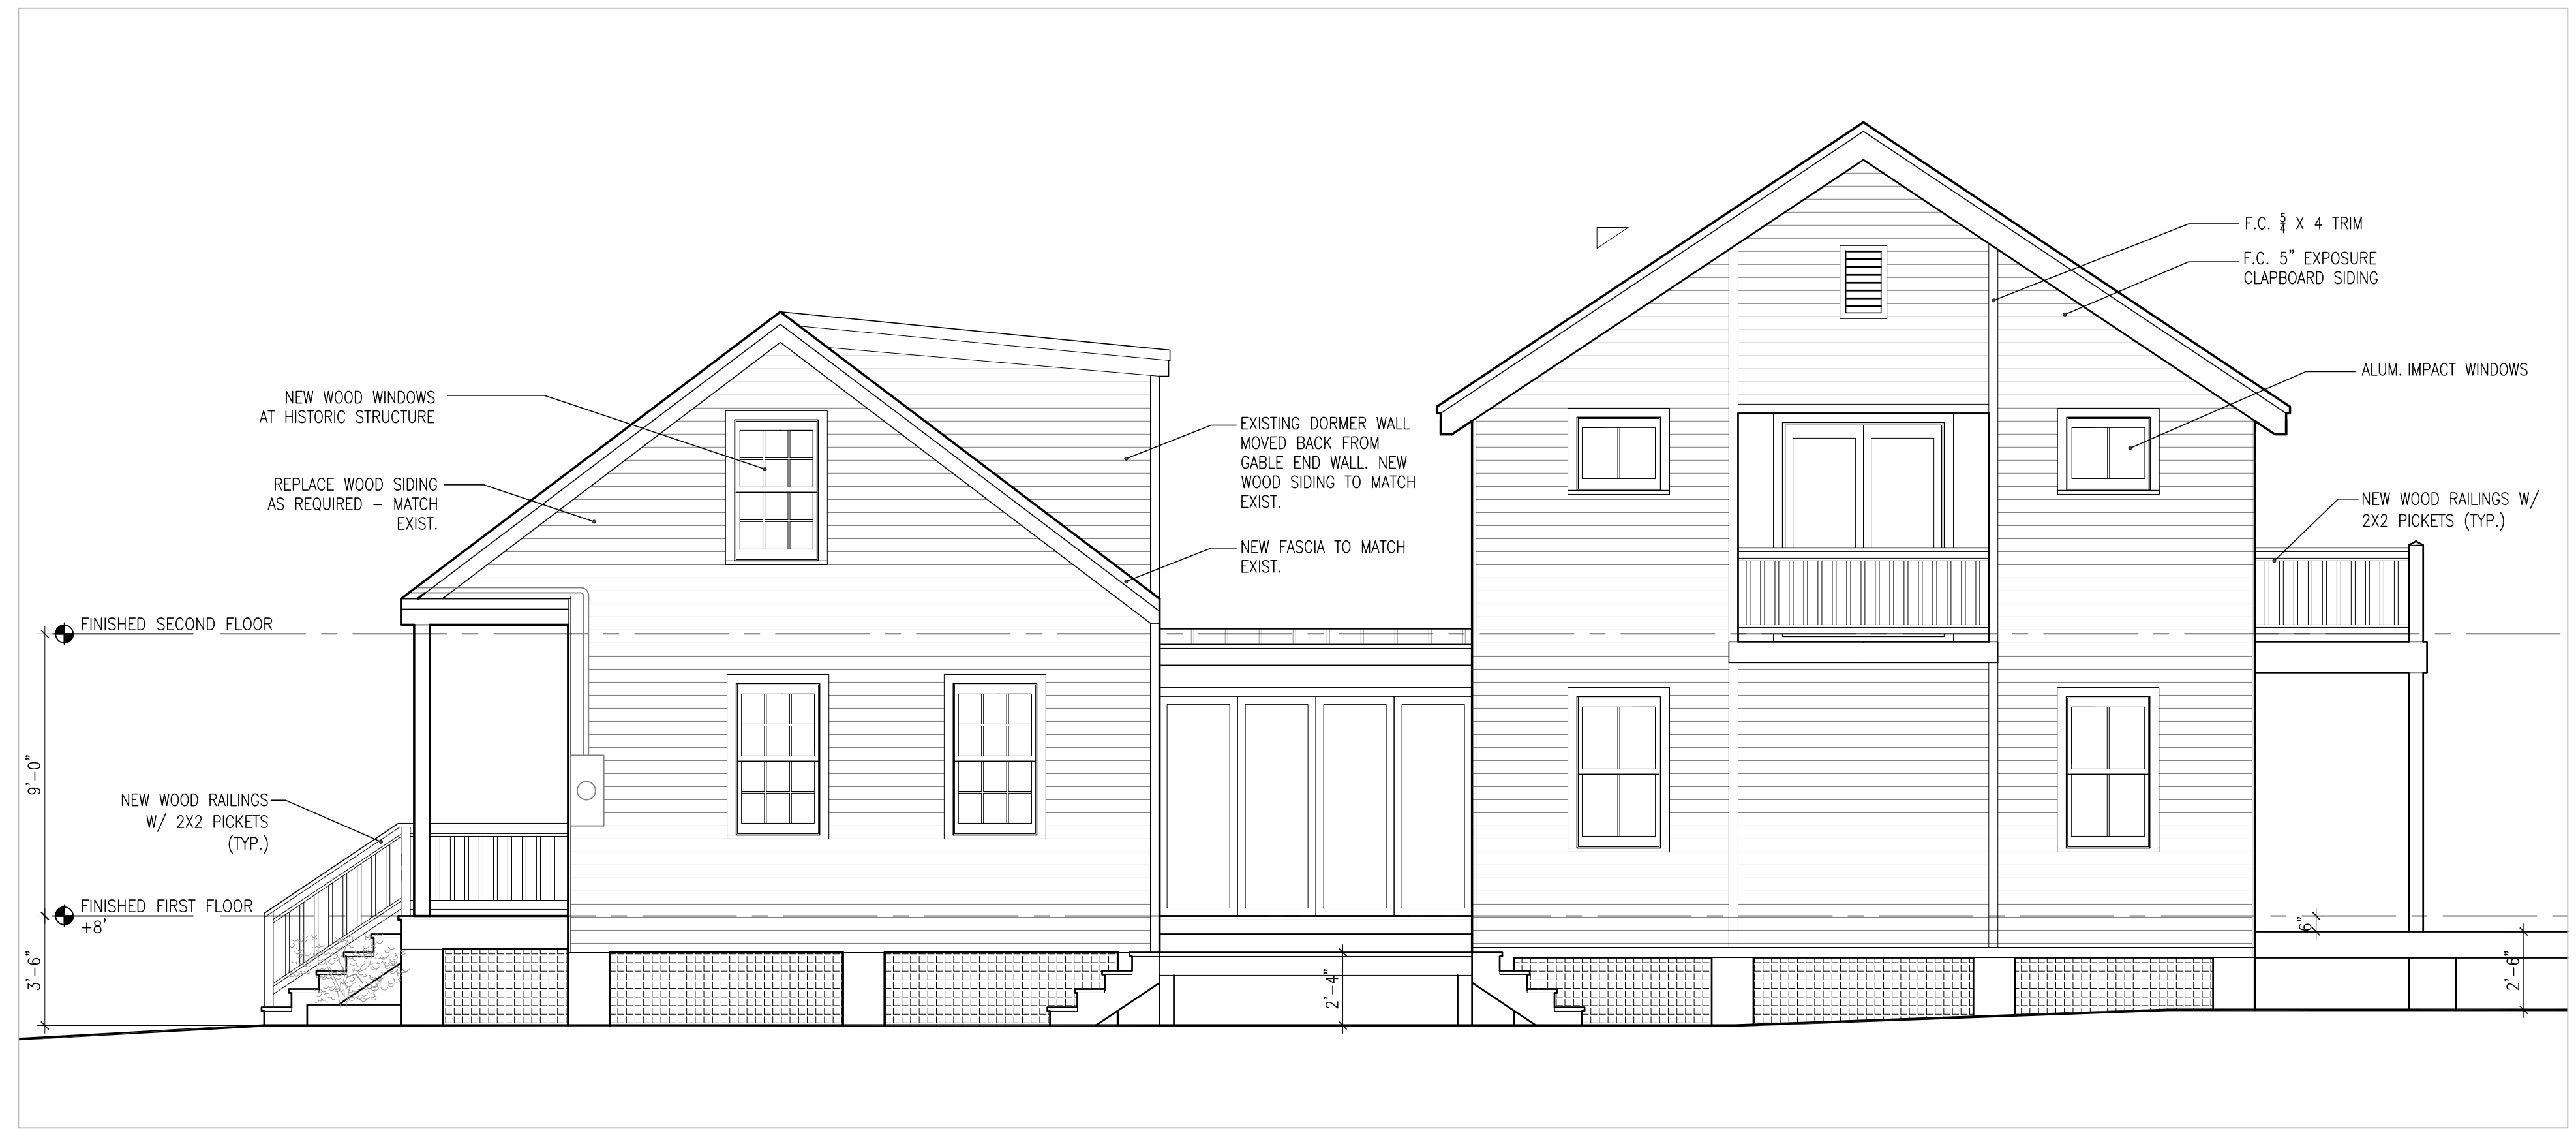 F.C. 5/4 X 4 TRIM
F.C. 5" EXPOSURE
CLAPBOARD SIDING
ALUM. IMPACT WINDOWS
NEW WOOD WINDOWS
AT HISTORIC STRUCTURE
EXISTING DORMER WALL
MOVED BACK FROM
GABLE END WALL. NEW
WOOD SIDING TO MATCH
EXIST.
REPLACE WOOD SIDING
AS REQUIRED – MATCH
EXIST.
NEW WOOD RAILINGS W/
2X2 PICKETS (TYP.)
NEW FASCIA TO MATCH
EXIST.
FINISHED SECOND FLOOR
9'-0"
NEW WOOD RAILINGS
W/ 2X2 PICKETS
(TYP.)
FINISHED FIRST FLOOR
+8'
6"
3'-6"
2'-4"
2'-6"